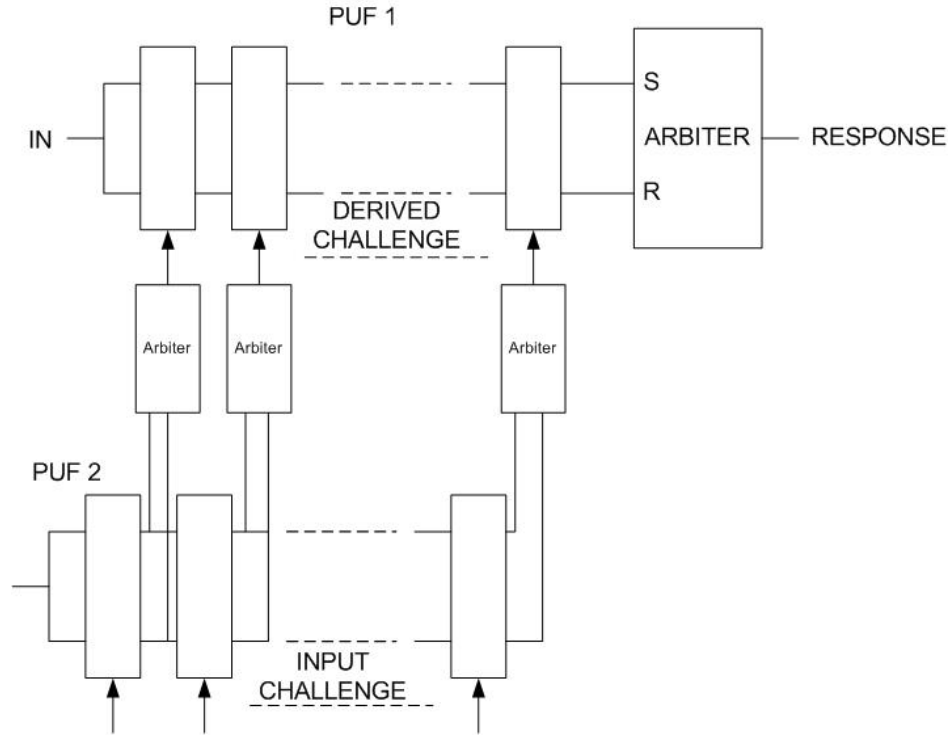 PUF 1
IN
S
ARBITER
R
RESPONSE
DERIVED
CHALLENGE
Arbiter
Arbiter
Arbiter
PUF 2
INPUT
CHALLENGE